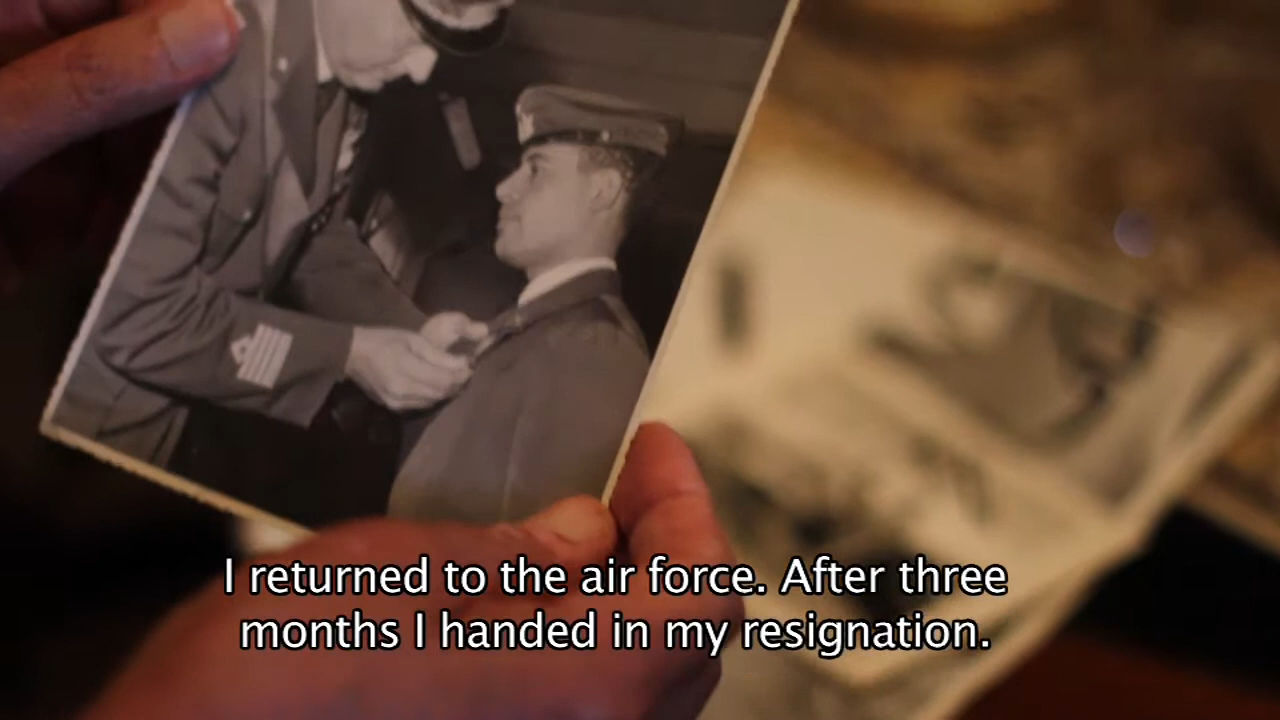 I returned to the air force. After three
months I handed in my resignation.